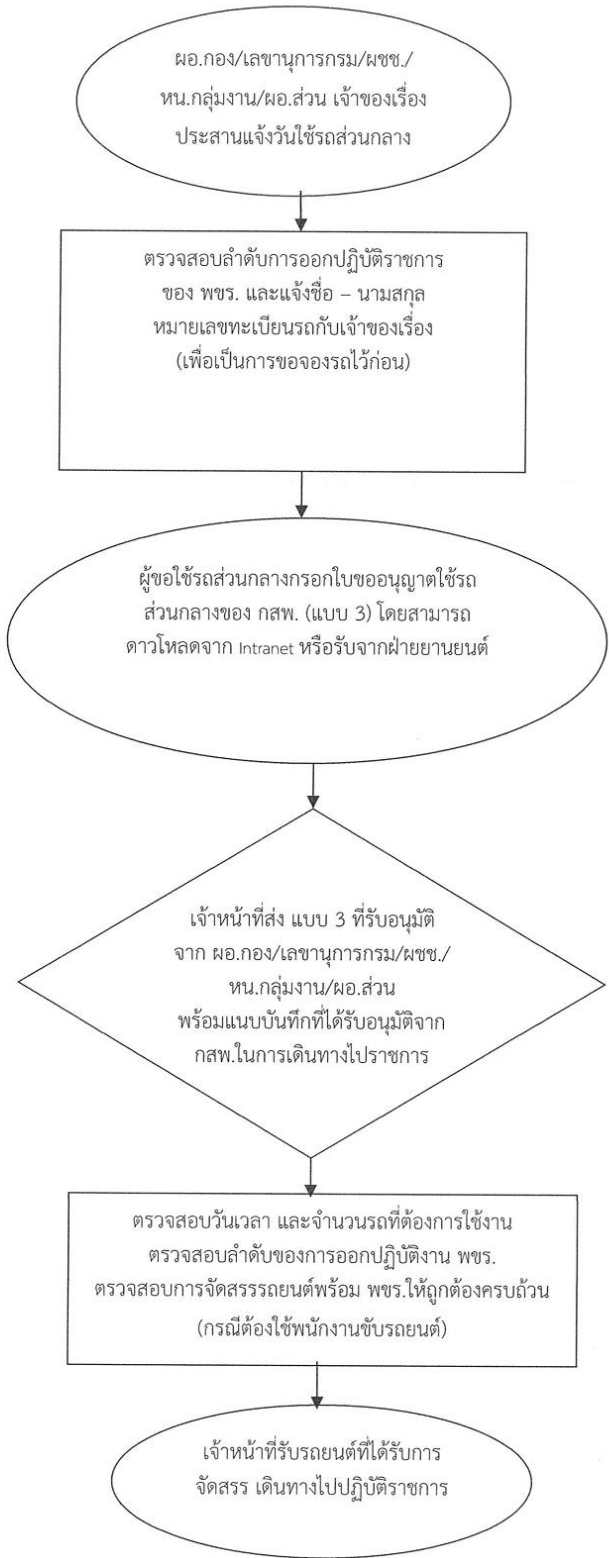 ผอ.กอง/เลขานุการกรม/ผชช./
หน.กลุ่มงาน/ผอ.ส่วน เจ้าของเรื่อง
ประสานแจ้งวันใช้รถส่วนกลาง
ตรวจสอบลำดับการออกปฏิบัติราชการ
ของ พขร. และแจ้งชื่อ – นามสกุล
หมายเลขทะเบียนรถกับเจ้าของเรื่อง
(เพื่อเป็นการขอจองรถไว้ก่อน)
ผู้ขอใช้รถส่วนกลางกรอกใบขออนุญาตใช้รถ
ส่วนกลางของ กสพ. (แบบ 3) โดยสามารถ
ดาวโหลดจาก Intranet หรือรับจากฝ่ายยานยนต์
เจ้าหน้าที่ส่ง แบบ 3 ที่รับอนุมัติ
จาก ผอ.กอง/เลขานุการกรม/ผชช./
หน.กลุ่มงาน/ผอ.ส่วน
พร้อมแนบบันทึกที่ได้รับอนุมัติจาก
กสพ.ในการเดินทางไปราชการ
ตรวจสอบวันเวลา และจำนวนรถที่ต้องการใช้งาน
ตรวจสอบลำดับของการออกปฏิบัติงาน พขร.
ตรวจสอบการจัดสรรรถยนต์พร้อม พขร.ให้ถูกต้องครบถ้วน
(กรณีต้องใช้พนักงานขับรถยนต์)
เจ้าหน้าที่รับรถยนต์ที่ได้รับการ
จัดสรร เดินทางไปปฏิบัติราชการ